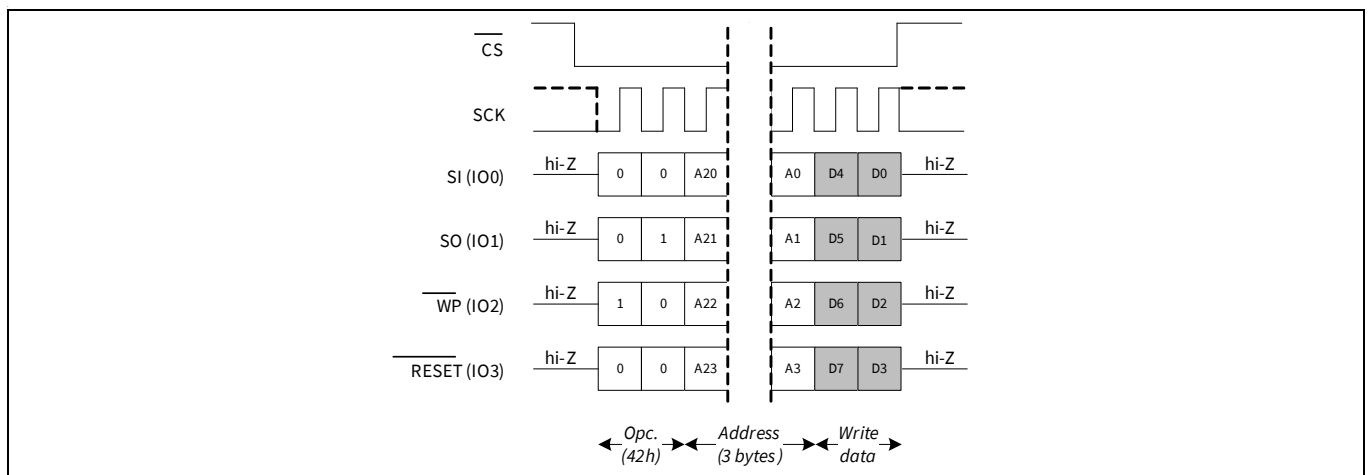 CS
SCK
SI (IO0) hi-Z 0 0 A20 A0 D4 D0 hi-Z
SO (IO1) hi-Z 0 1 A21 A1 D5 D1 hi-Z
WP (IO2) hi-Z 1 0 A22 A2 D6 D2 hi-Z
RESET (IO3) hi-Z 0 0 A23 A3 D7 D3 hi-Z
Opc. Address Write
(42h) (3 bytes) data